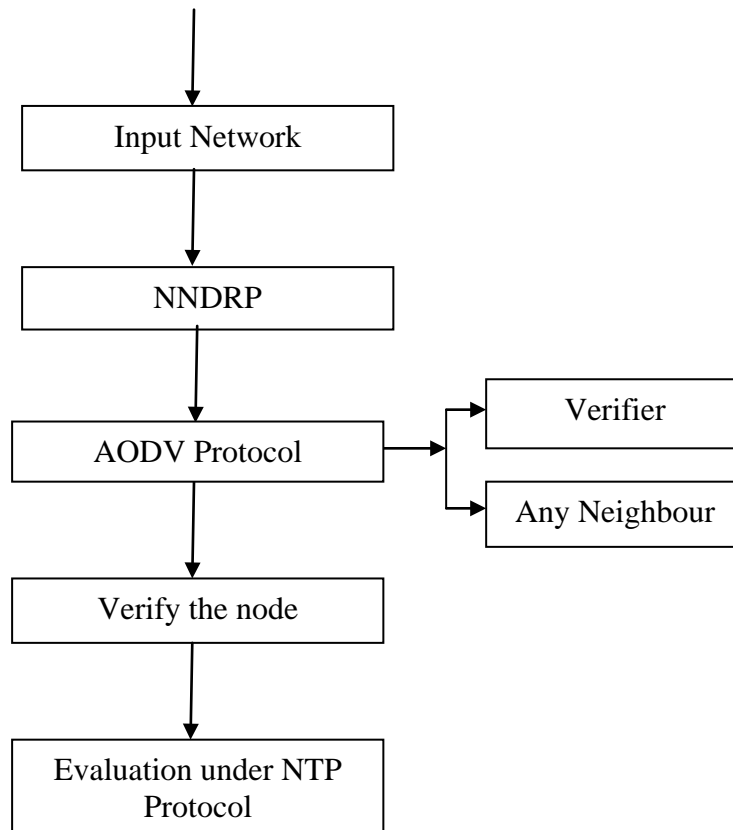 Input Network
NNDRP
AODV Protocol
Verifier
Any Neighbour
Verify the node
Evaluation under NTP
Protocol